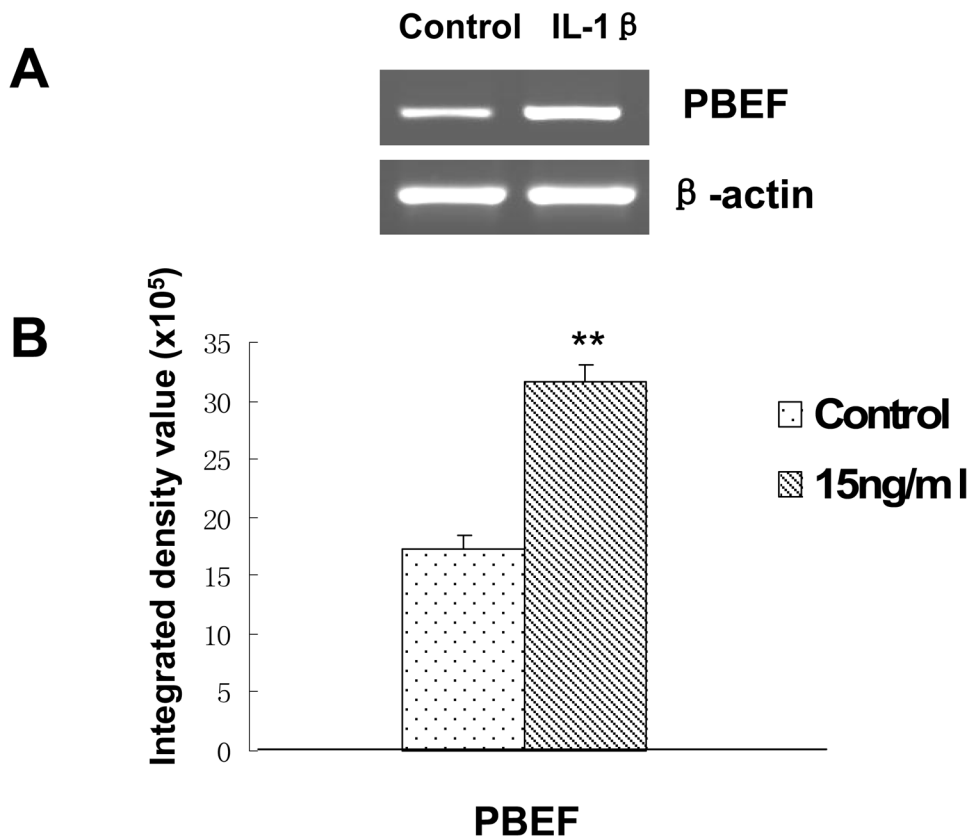 Control IL-1 β
A
PBEF
β -actin
B
Integrated density value (x10⁵)
35
30
25
20
15
10
5
0
**
Control
15ng/ml
PBEF